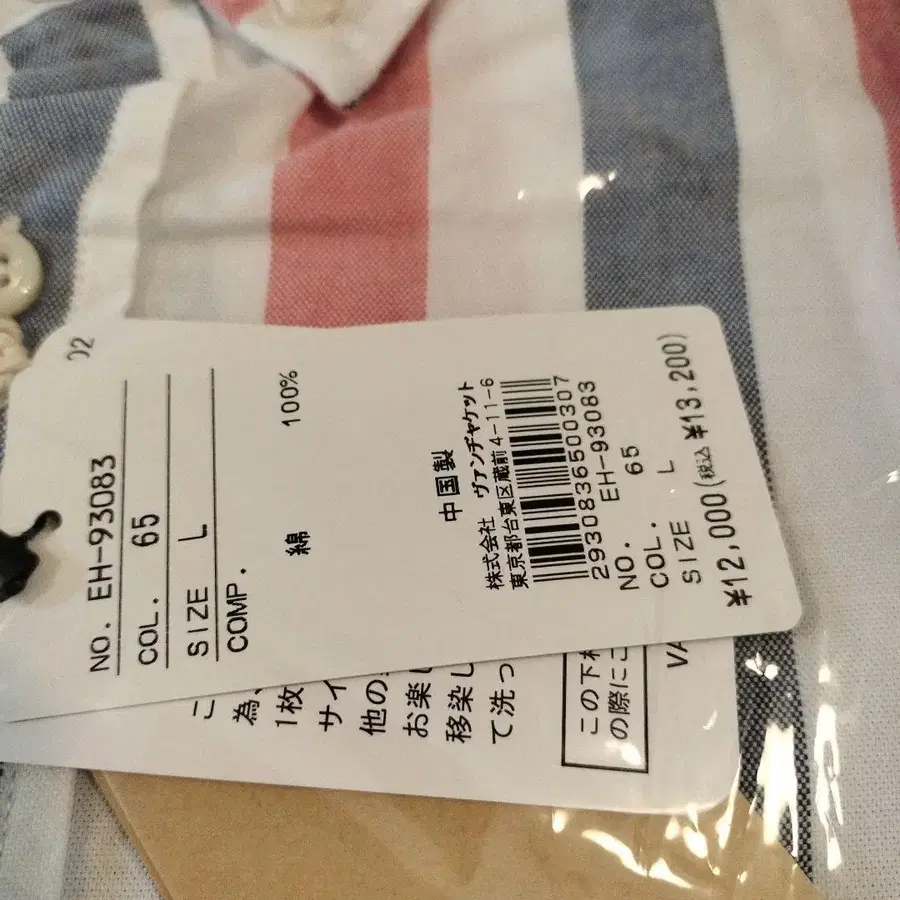 02
NO. EH-93083
COL. 65
SIZE L
COMP.
綿 100%
中国製
株式会社 ヴァンヂャケット
東京都台東区蔵前4-11-6
2930836500307
NO. EH-93083
COL. 65
SIZE L
¥12,000(税込 ¥13,200)
こ
為、
1枚
サイ
他の
お楽し
移染し
て洗っ
この下
の際にご
VA